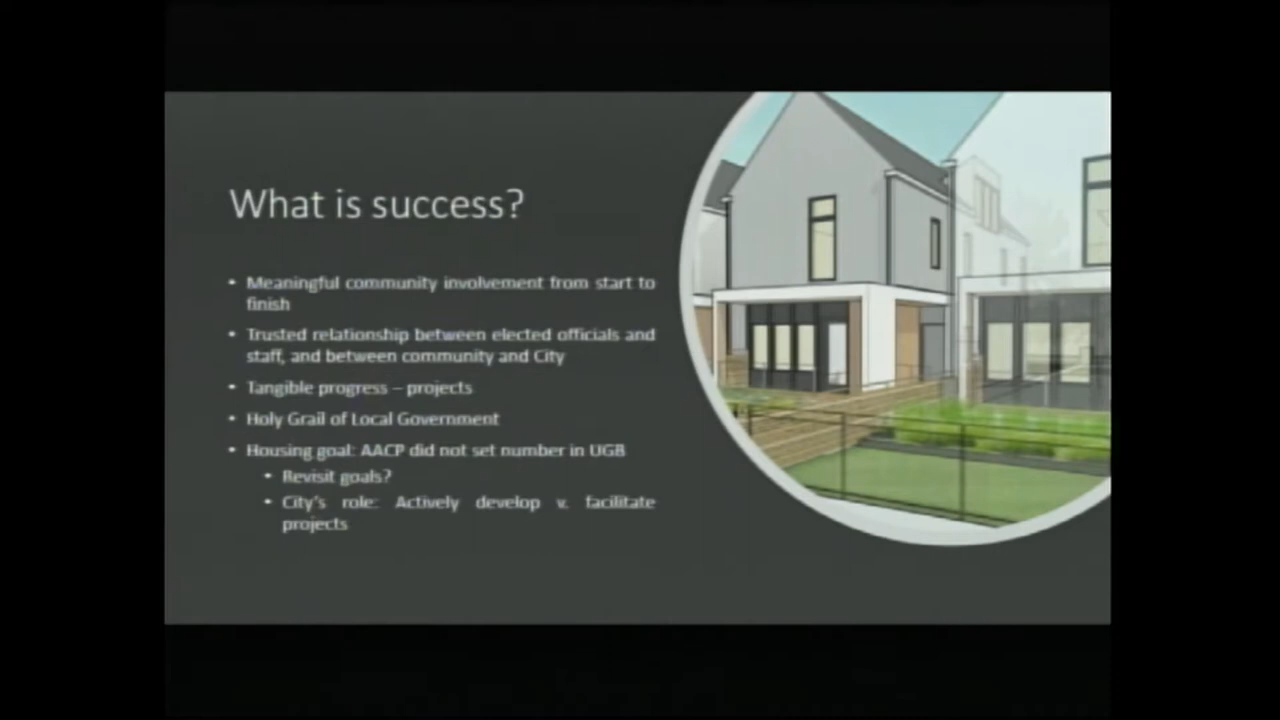 What is success?
• Meaningful community involvement from start to
finish
• Trusted relationship between elected officials and
staff, and between community and City
• Tangible progress – projects
• Holy Grail of Local Government
• Housing goal: AACP did not set number in UGB
• Revisit goals?
• City's role: Actively develop v. facilitate
projects